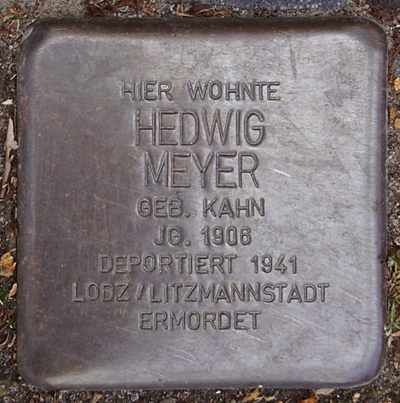 HIER WOHNTE
HEDWIG
MEYER
GEB. KAHN
JG. 1906
DEPORTIERT 1941
LODZ / LITZMANNSTADT
ERMORDET